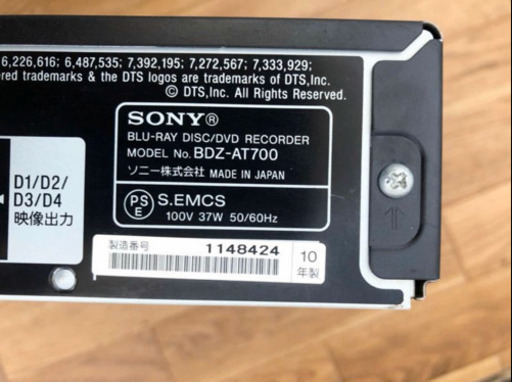 6,226,616; 6,487,535; 7,392,195; 7,272,567; 7,333,929;
trademarks & the DTS logos are trademarks of DTS,Inc.
© DTS,Inc. All Rights Reserved.
SONY®
BLU-RAY DISC/DVD RECORDER
MODEL No. BDZ-AT700
ソニー株式会社 MADE IN JAPAN
PSE S.EMCS
100V 37W 50/60Hz
D1/D2/
D3/D4
映像出力
製造番号 1148424
10
年製